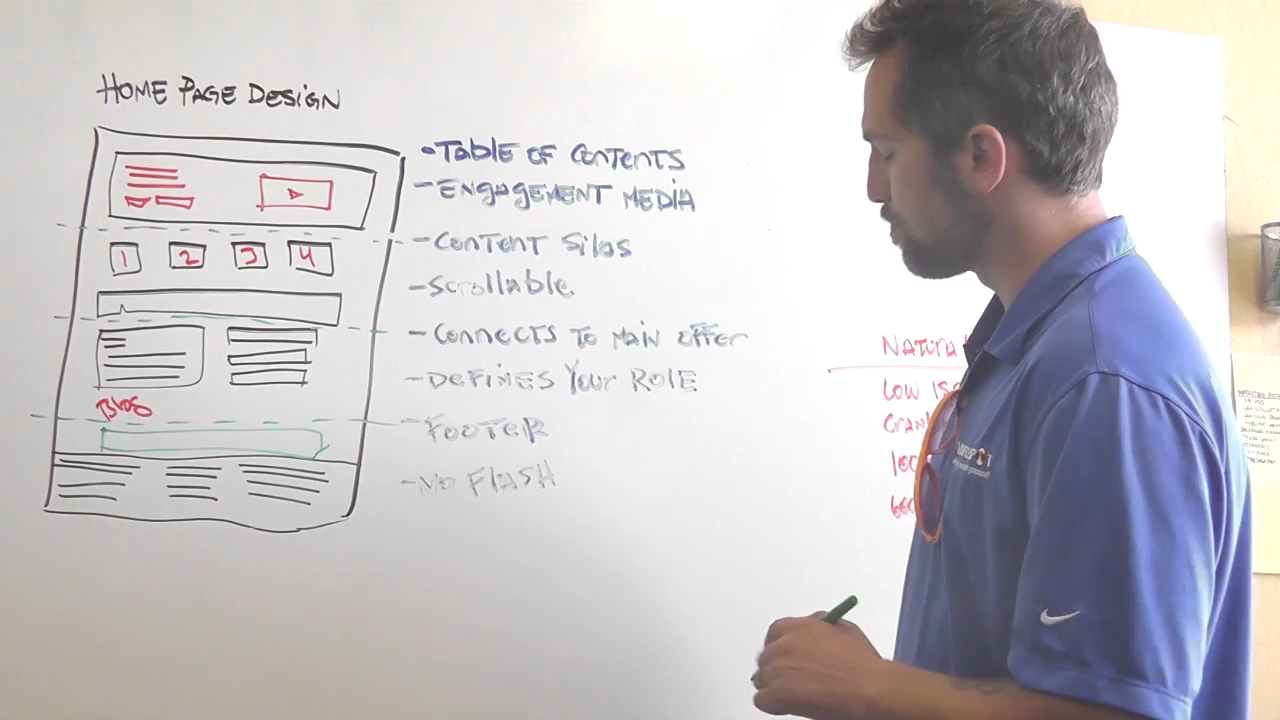 HOME PAGE DESIGN
• TABLE OF CONTENTS
- ENGAGEMENT MEDIA
- CONTENT SILOS
1 2 3 4
- Scrollable
- CONNECTS TO MAIN OFFER
- DEFINES YOUR ROLE
BLOG
- FOOTER
- NO FLASH
LOW